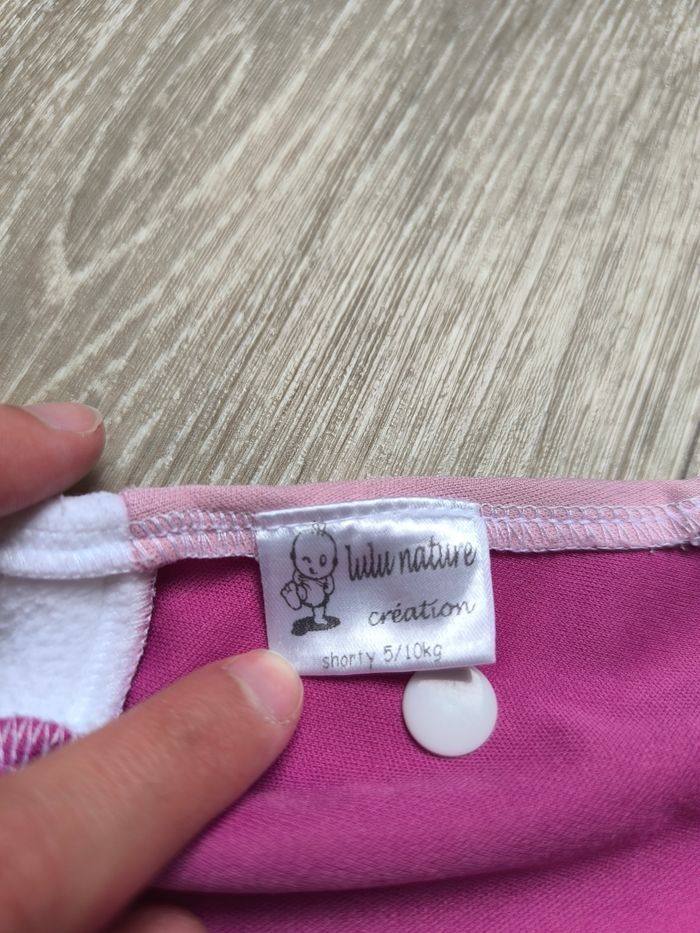 lulu nature
création
shorty 5/10kg